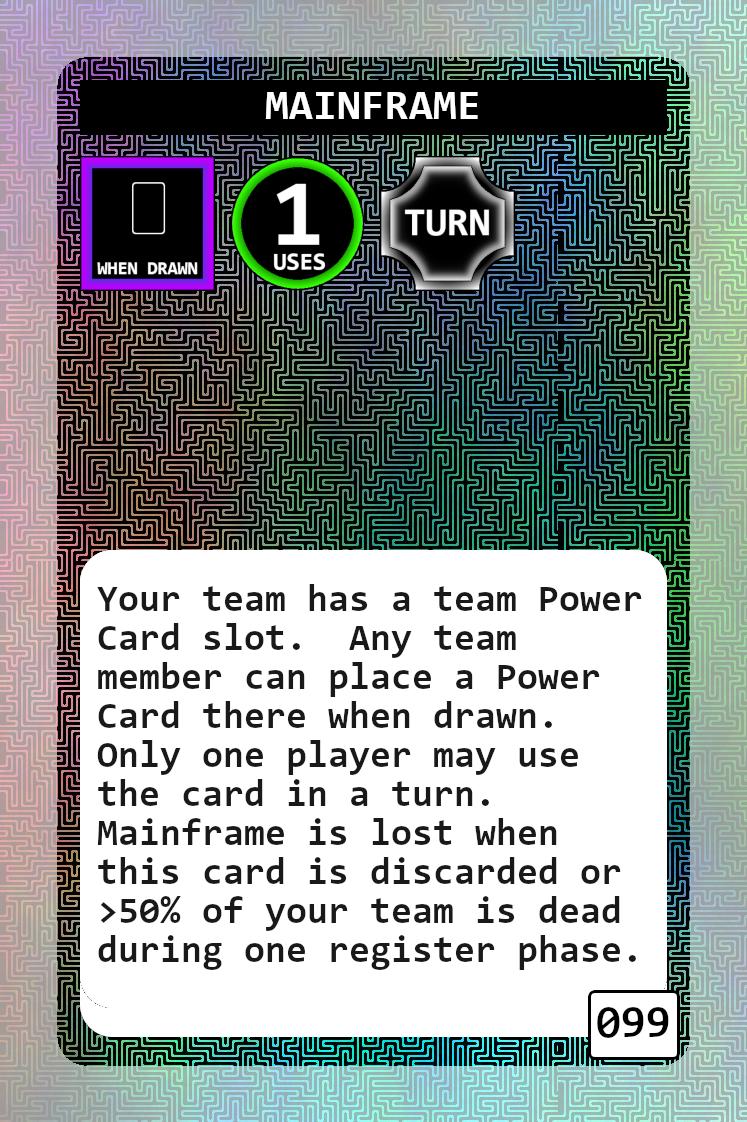 MAINFRAME
WHEN DRAWN
1
USES
TURN
Your team has a team Power
Card slot.  Any team
member can place a Power
Card there when drawn.
Only one player may use
the card in a turn.
Mainframe is lost when
this card is discarded or
>50% of your team is dead
during one register phase.
099